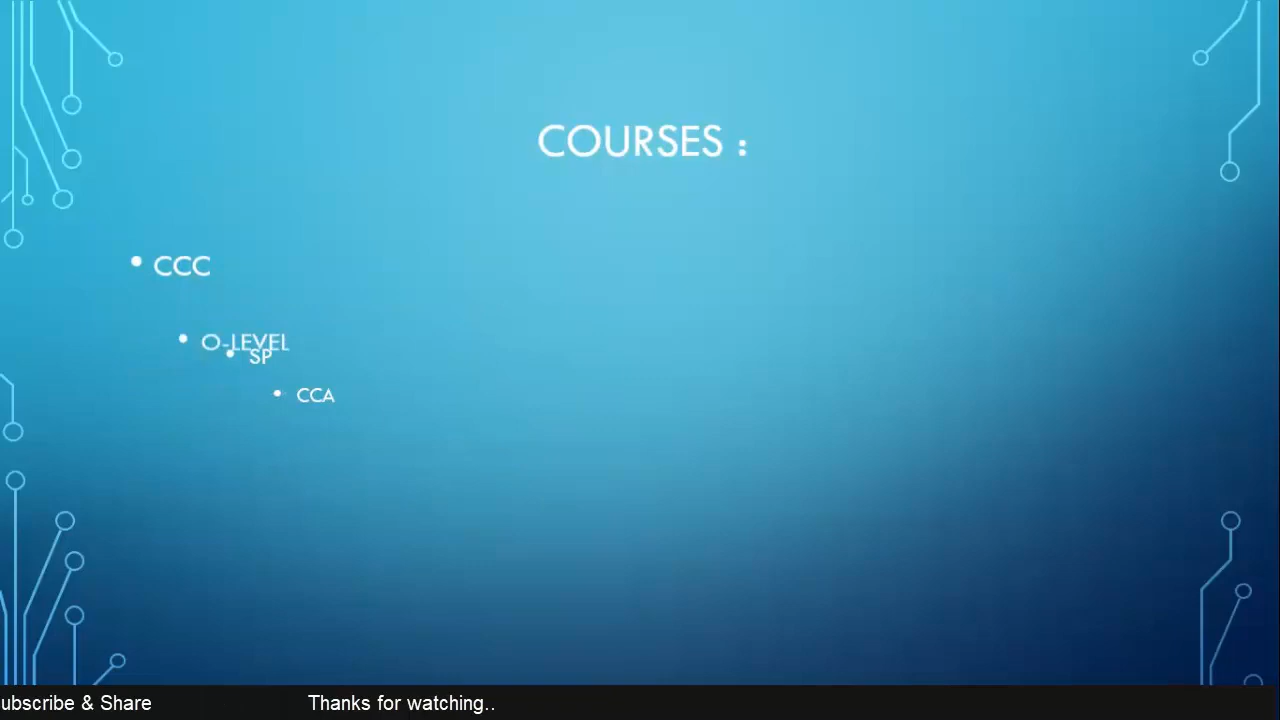 COURSES :
• CCC
• O-LEVEL
• SP
• CCA
ubscribe & Share Thanks for watching..